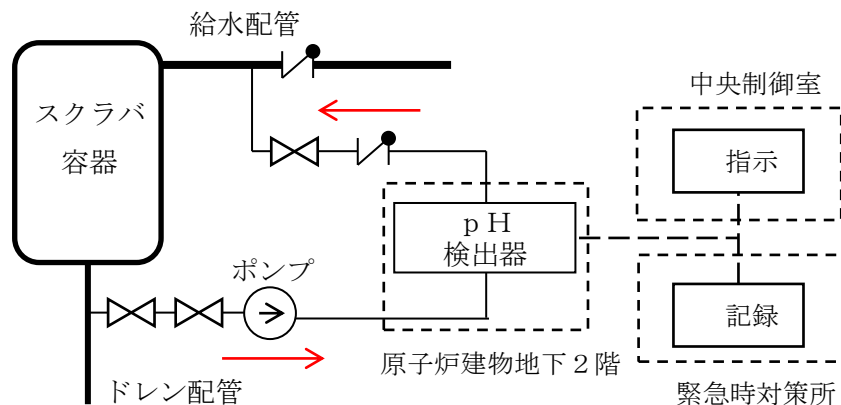 給水配管
中央制御室
スクラバ
容器
指示
ｐＨ
検出器
ポンプ
記録
原子炉建物地下２階
ドレン配管
緊急時対策所